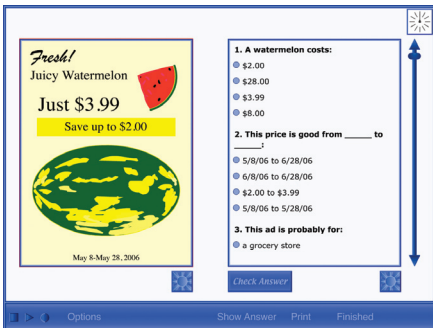 Fresh!
Juicy Watermelon
Just $3.99
Save up to $2.00
May 8-May 28, 2006
1. A watermelon costs:
$2.00
$28.00
$3.99
$8.00
2. This price is good from _____ to
_____:
5/8/06 to 6/28/06
6/8/06 to 6/28/06
$2.00 to $3.99
5/8/06 to 5/28/06
3. This ad is probably for:
a grocery store
Check Answer
Options
Show Answer
Print
Finished